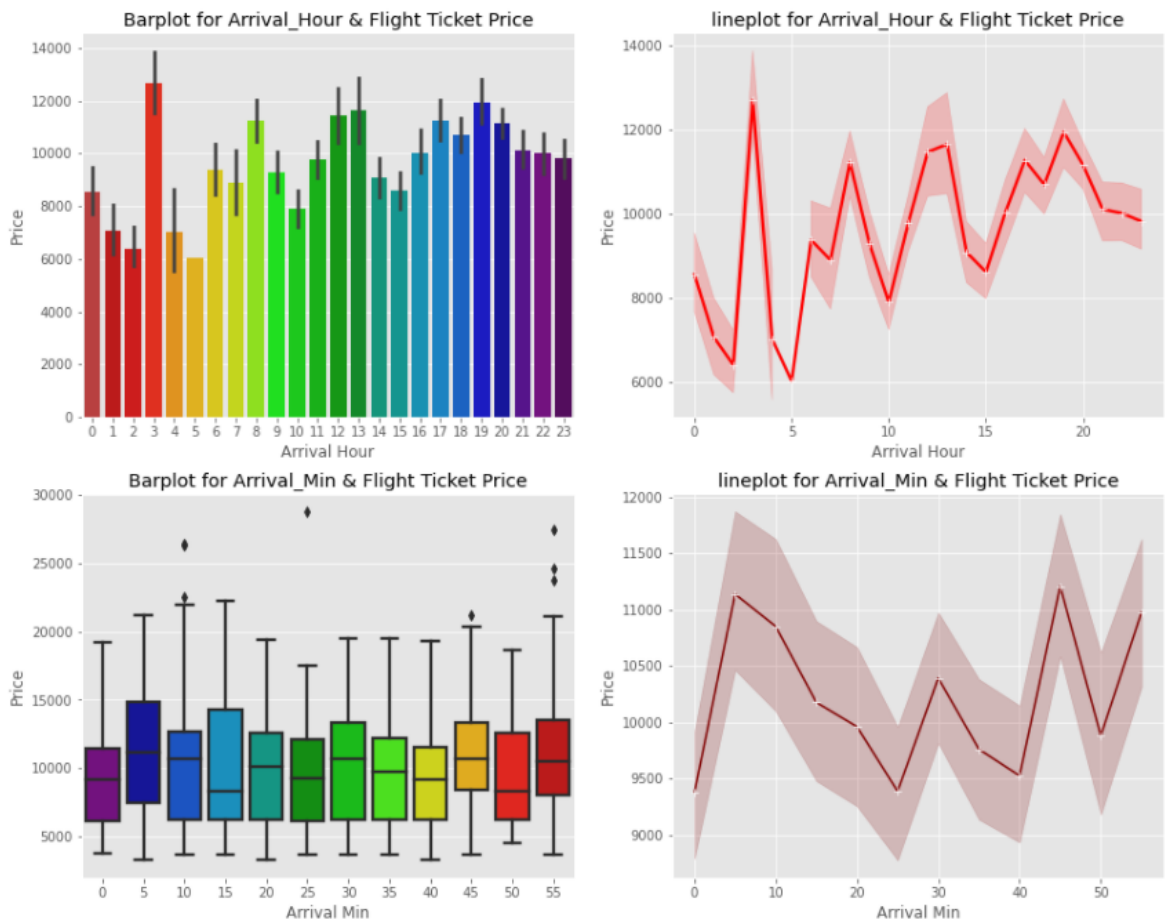 Barplot for Arrival_Hour & Flight Ticket Price
14000
12000
10000
8000
6000
4000
2000
0
Price
0 1 2 3 4 5 6 7 8 9 10 11 12 13 14 15 16 17 18 19 20 21 22 23
Arrival Hour
lineplot for Arrival_Hour & Flight Ticket Price
14000
12000
10000
8000
6000
Price
0 5 10 15 20
Arrival Hour
Barplot for Arrival_Min & Flight Ticket Price
30000
25000
20000
15000
10000
5000
Price
0 5 10 15 20 25 30 35 40 45 50 55
Arrival Min
lineplot for Arrival_Min & Flight Ticket Price
12000
11500
11000
10500
10000
9500
9000
Price
0 10 20 30 40 50
Arrival Min